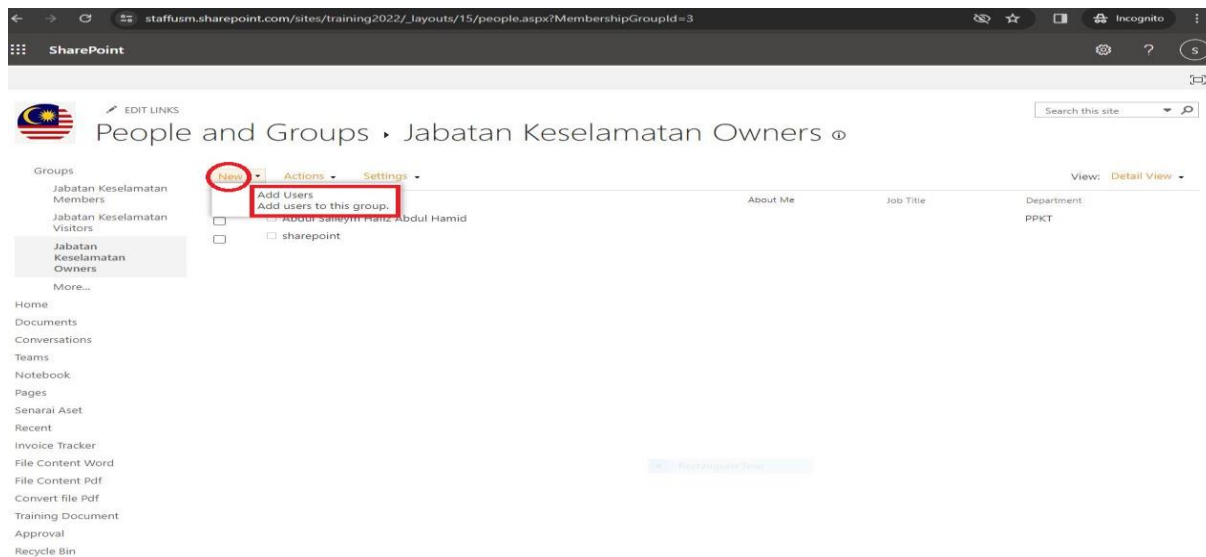 staffusm.sharepoint.com/sites/training2022/_layouts/15/people.aspx?MembershipGroupId=3
Incognito
SharePoint
?
S
EDIT LINKS
Search this site
People and Groups ▸ Jabatan Keselamatan Owners
Groups
Jabatan Keselamatan
Members
Jabatan Keselamatan
Visitors
Jabatan
Keselamatan
Owners
More...
Home
Documents
Conversations
Teams
Notebook
Pages
Senarai Aset
Recent
Invoice Tracker
File Content Word
File Content Pdf
Convert file Pdf
Training Document
Approval
Recycle Bin
New Actions Settings
View: Detail View
Add Users
Add users to this group.
About Me Job Title Department
Abdul Hafiz Abdul Hamid PPKT
sharepoint